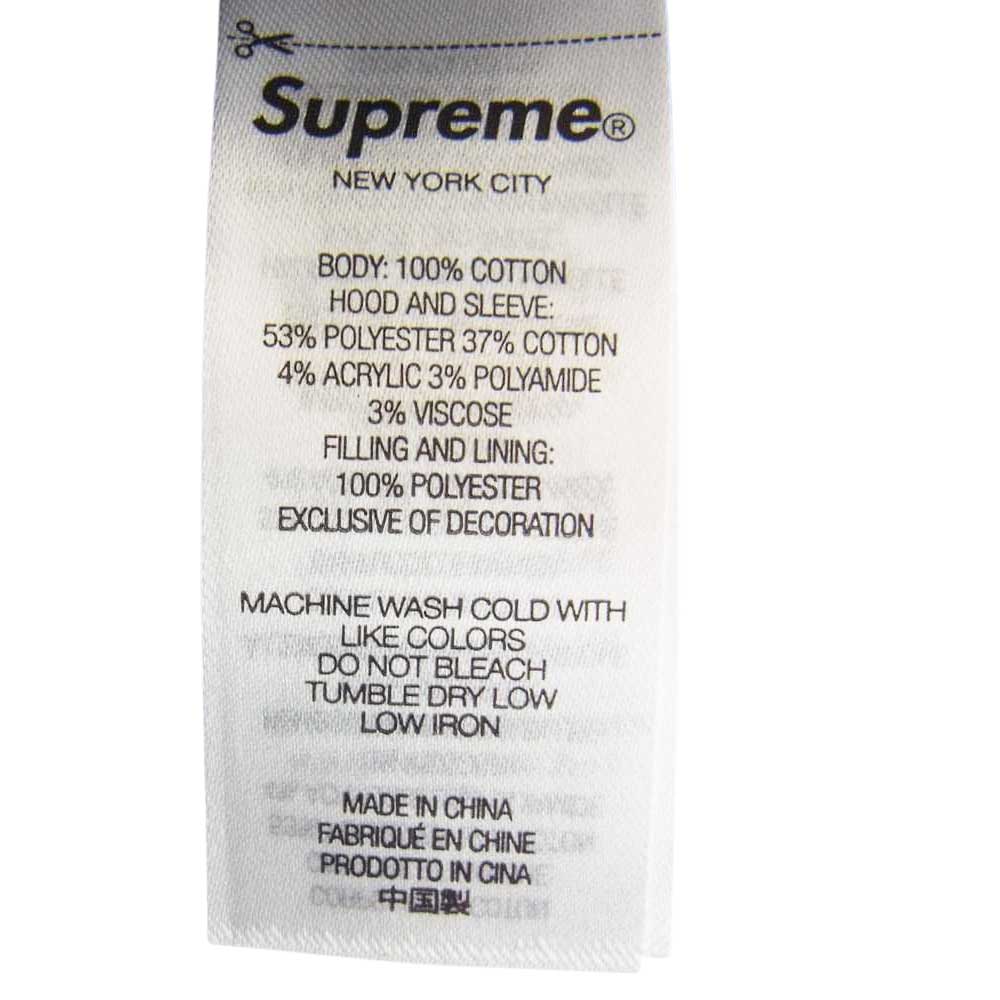 Supreme®
NEW YORK CITY
BODY: 100% COTTON
HOOD AND SLEEVE:
53% POLYESTER 37% COTTON
4% ACRYLIC 3% POLYAMIDE
3% VISCOSE
FILLING AND LINING:
100% POLYESTER
EXCLUSIVE OF DECORATION
MACHINE WASH COLD WITH
LIKE COLORS
DO NOT BLEACH
TUMBLE DRY LOW
LOW IRON
MADE IN CHINA
FABRIQUÉ EN CHINE
PRODOTTO IN CINA
中国製